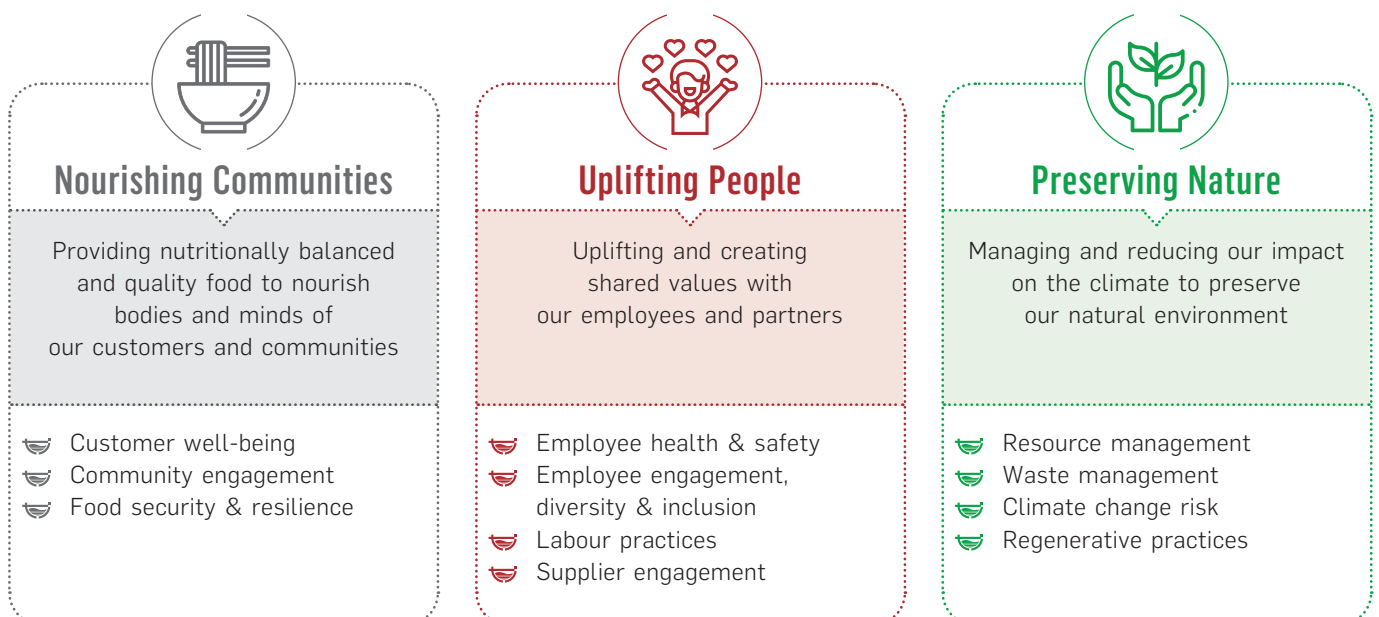 Nourishing Communities
Providing nutritionally balanced
and quality food to nourish
bodies and minds of
our customers and communities
Customer well-being
Community engagement
Food security & resilience
Uplifting People
Uplifting and creating
shared values with
our employees and partners
Employee health & safety
Employee engagement,
diversity & inclusion
Labour practices
Supplier engagement
Preserving Nature
Managing and reducing our impact
on the climate to preserve
our natural environment
Resource management
Waste management
Climate change risk
Regenerative practices